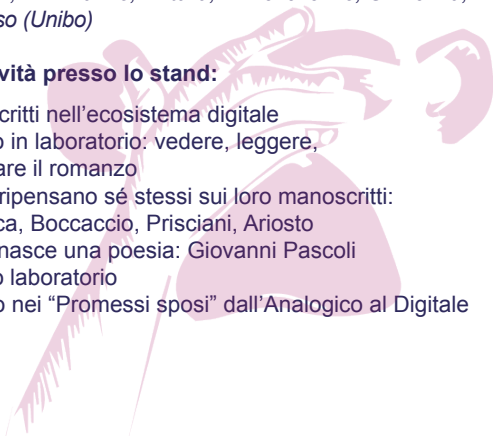 so (Unibo)
vità presso lo stand:
critti nell'ecosistema digitale
o in laboratorio: vedere, leggere,
are il romanzo
ripensano sé stessi sui loro manoscritti:
ca, Boccaccio, Prisciani, Ariosto
nasce una poesia: Giovanni Pascoli
o laboratorio
o nei “Promessi sposi” dall’Analogico al Digitale